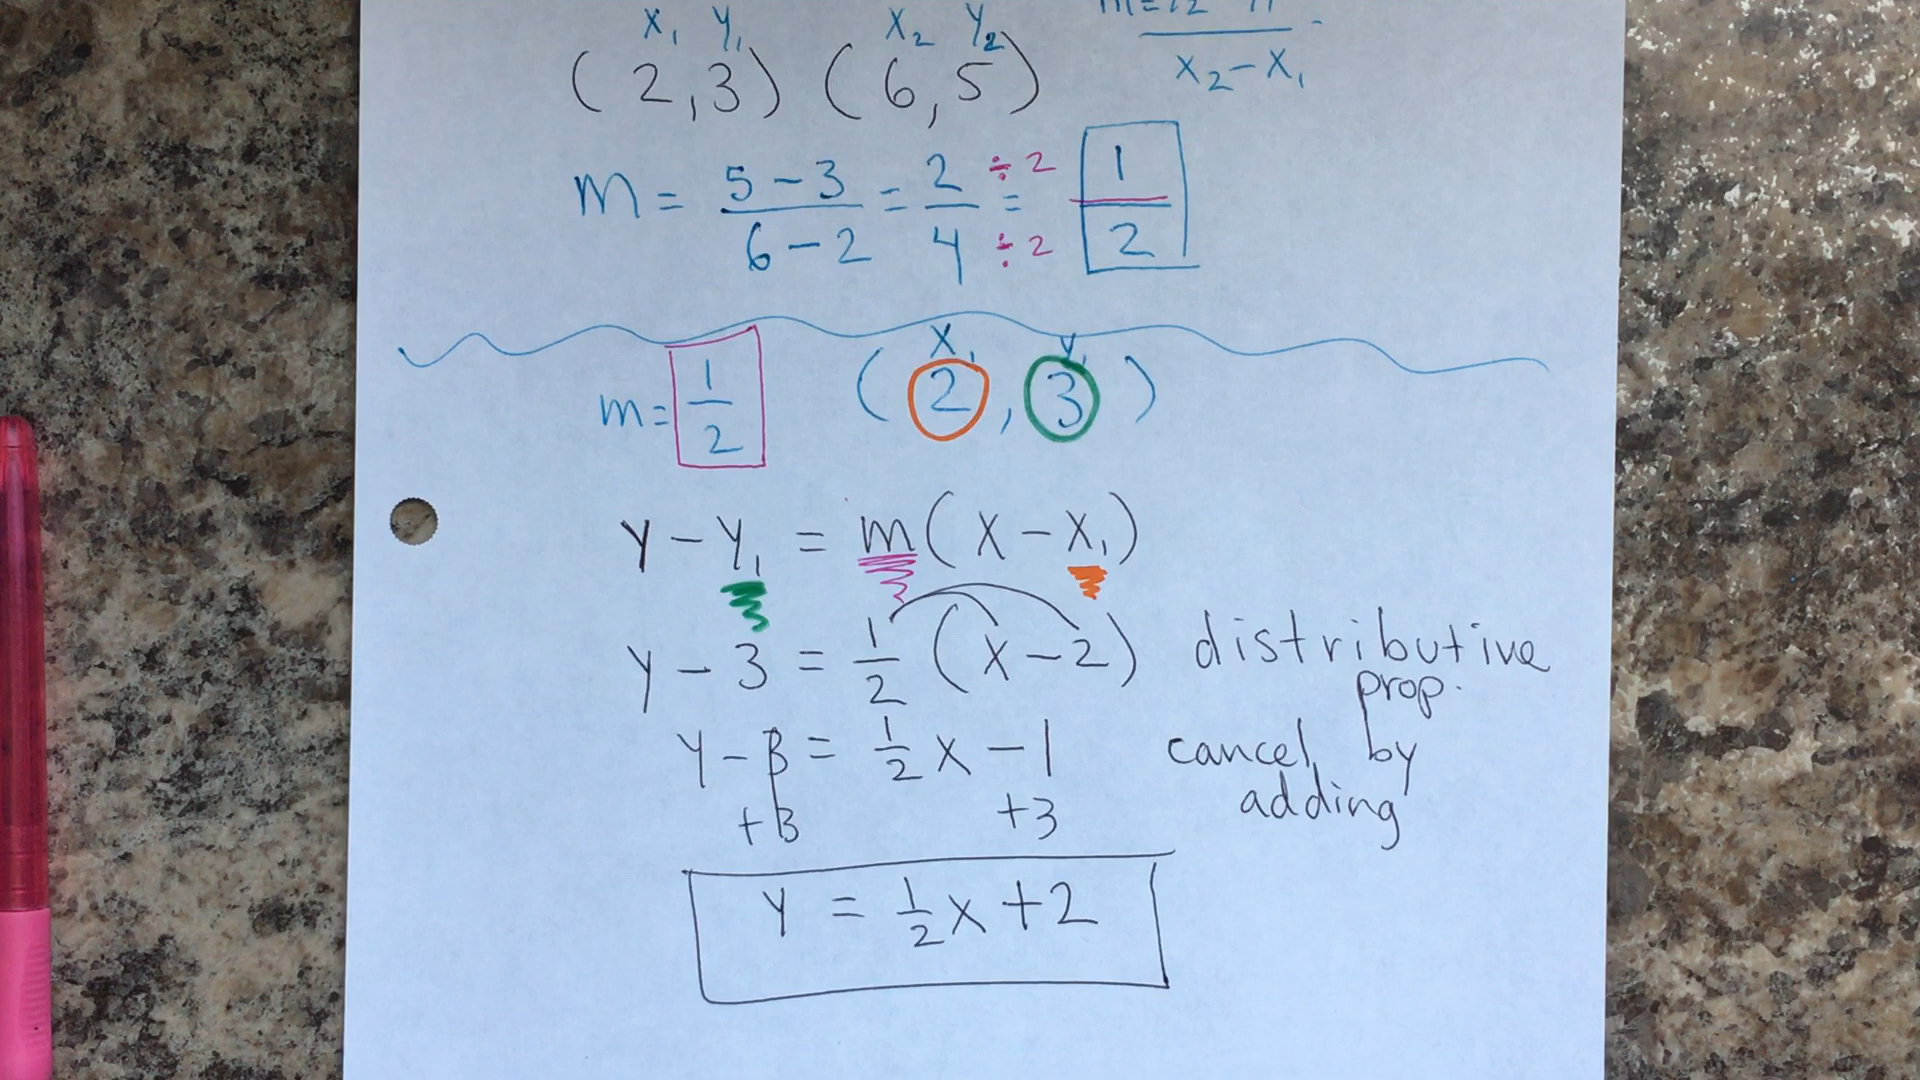 x₁ y₁ x₂ y₂
(2,3) (6,5)
x₂-x₁
m = 5-3/6-2 = 2/4 ÷2/÷2 = 1/2
x₁ y₁
m = 1/2 (2,3)
y-y₁ = m(x-x₁)
y-3 = 1/2 (x-2) distributive
prop.
y-3 = 1/2x-1 cancel by
+3 +3 adding
y = 1/2x+2